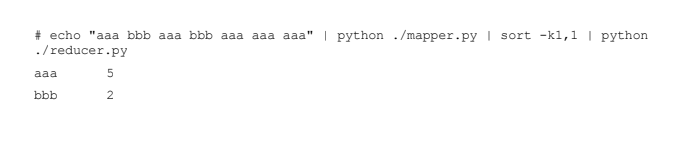 # echo "aaa bbb aaa bbb aaa aaa aaa" | python ./mapper.py | sort -k1,1 | python
./reducer.py
aaa 5
bbb 2